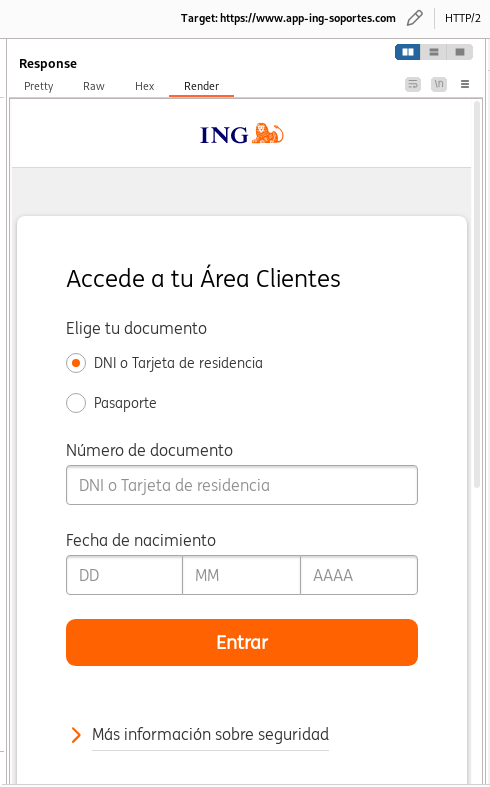 Target: https://www.app-ing-soportes.com HTTP/2
Response
Pretty Raw Hex Render
\n
ING
Accede a tu Área Clientes
Elige tu documento
DNI o Tarjeta de residencia
Pasaporte
Número de documento
DNI o Tarjeta de residencia
Fecha de nacimiento
DD MM AAAA
Entrar
Más información sobre seguridad